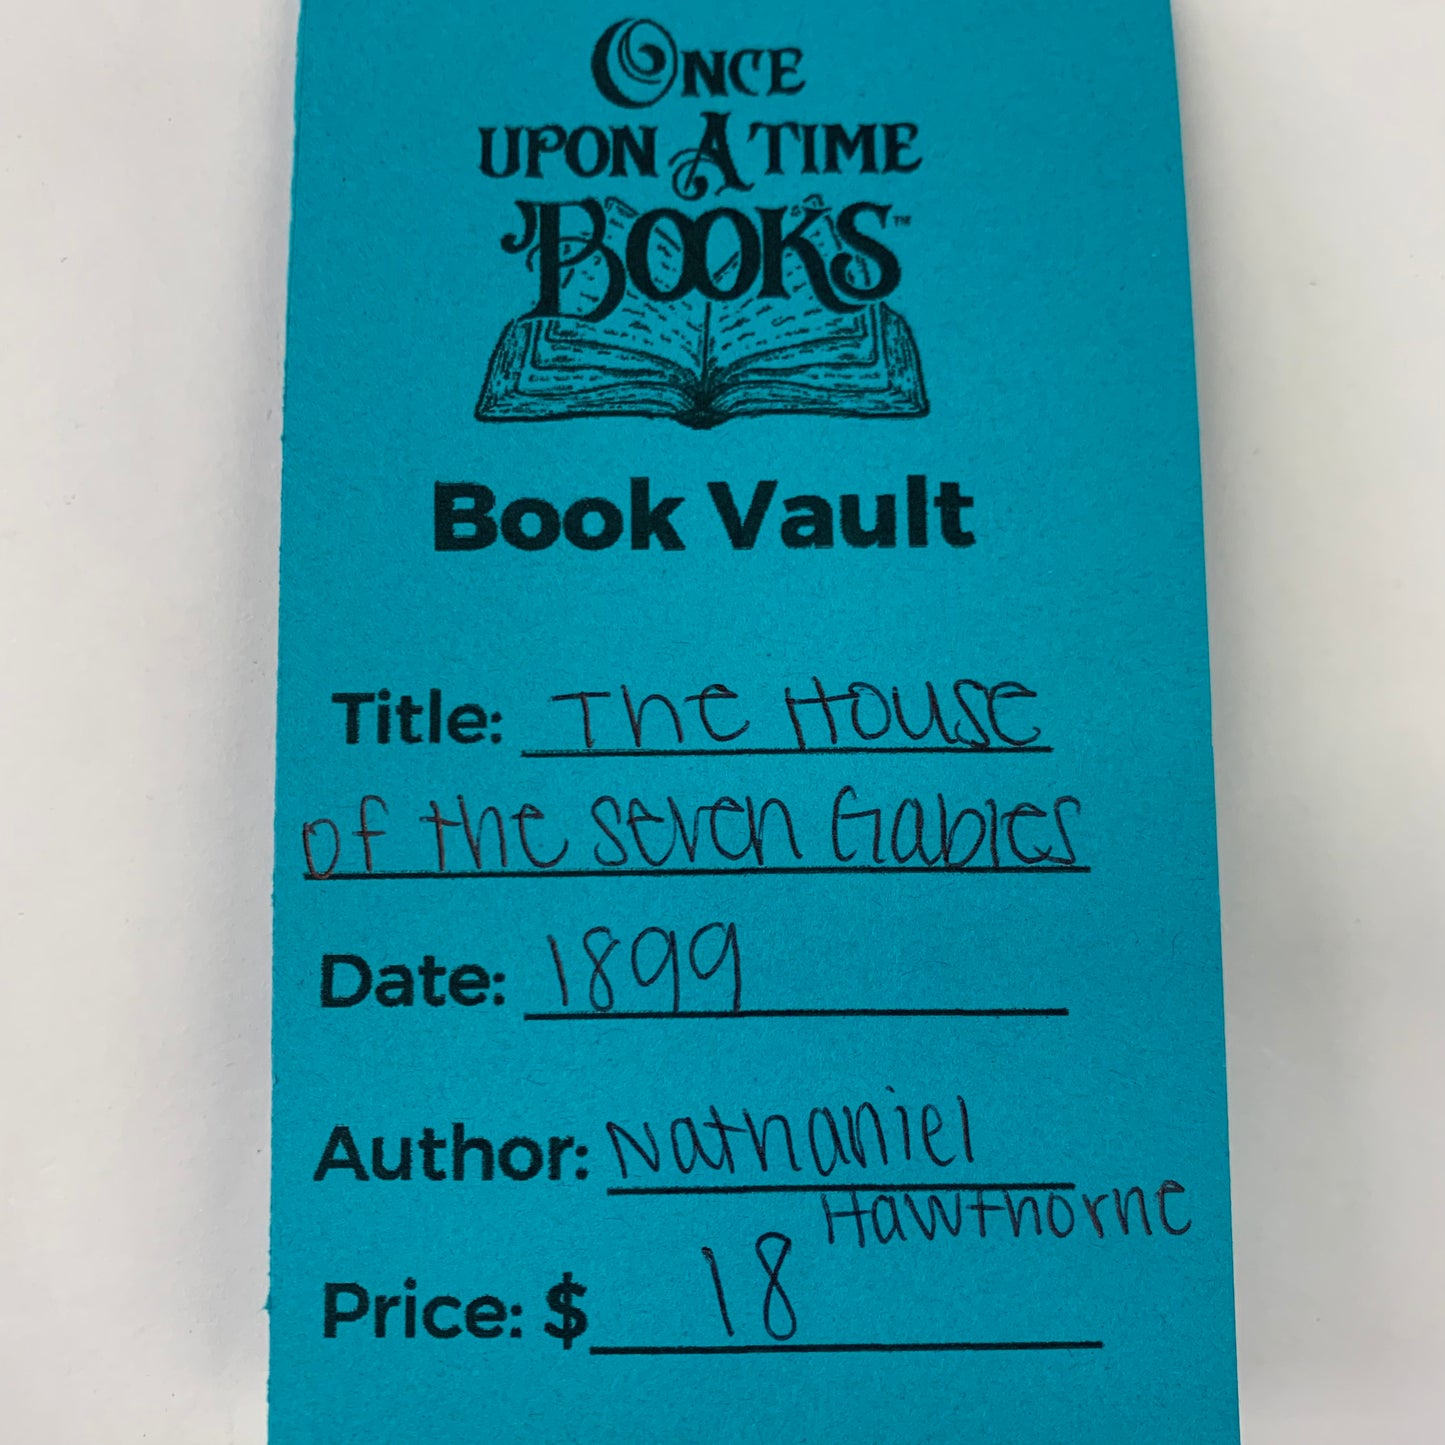 ONCE
UPON A TIME
BOOKS™
Book Vault
Title: The House
of the seven Gables
Date: 1899
Author: Nathaniel
Hawthorne
Price: $ 18